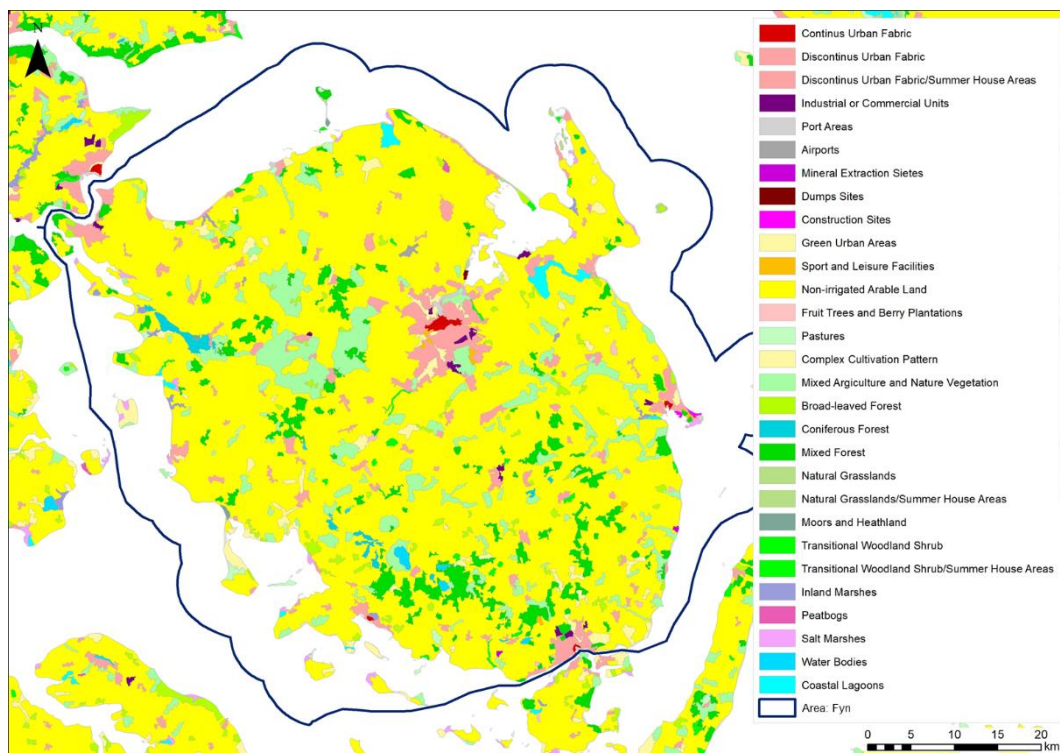 N
Continus Urban Fabric
Discontinus Urban Fabric
Discontinus Urban Fabric/Summer House Areas
Industrial or Commercial Units
Port Areas
Airports
Mineral Extraction Sietes
Dumps Sites
Construction Sites
Green Urban Areas
Sport and Leisure Facilities
Non-irrigated Arable Land
Fruit Trees and Berry Plantations
Pastures
Complex Cultivation Pattern
Mixed Argiculture and Nature Vegetation
Broad-leaved Forest
Coniferous Forest
Mixed Forest
Natural Grasslands
Natural Grasslands/Summer House Areas
Moors and Heathland
Transitional Woodland Shrub
Transitional Woodland Shrub/Summer House Areas
Inland Marshes
Peatbogs
Salt Marshes
Water Bodies
Coastal Lagoons
Area: Fyn
0 5 10 20
km